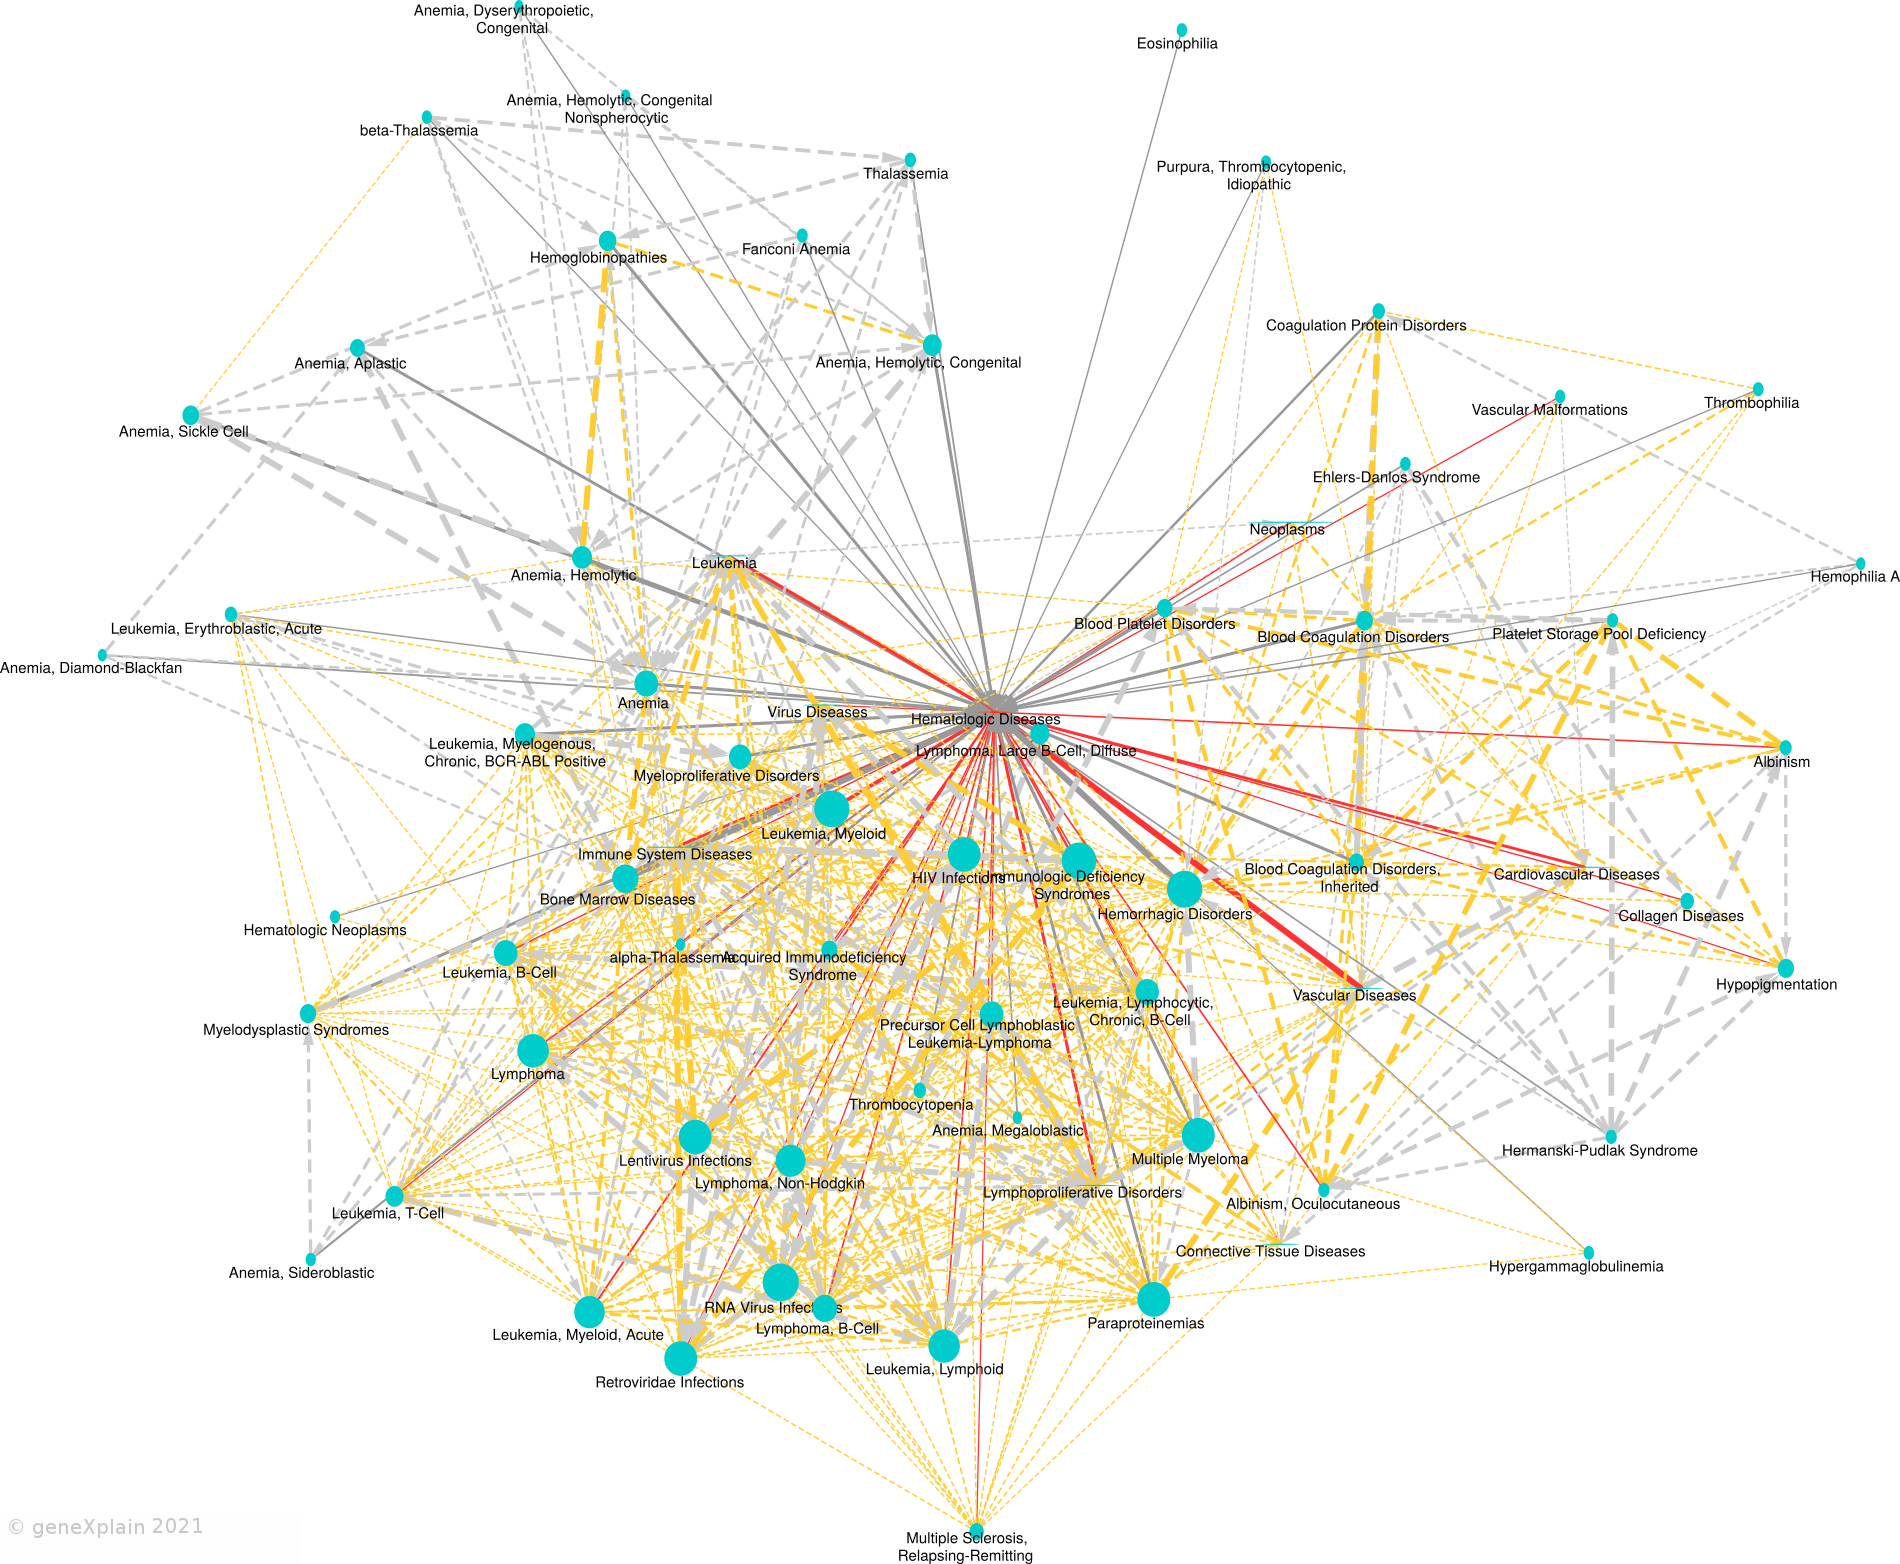 Anemia, Dyserythropoietic,
Congenital
Eosinophilia
Anemia, Hemolytic, Congenital
Nonspherocytic
beta-Thalassemia
Thalassemia
Purpura, Thrombocytopenic,
Idiopathic
Fanconi Anemia
Hemoglobinopathies
Coagulation Protein Disorders
Anemia, Aplastic
Anemia, Hemolytic, Congenital
Vascular Malformations
Thrombophilia
Anemia, Sickle Cell
Ehlers-Danlos Syndrome
Neoplasms
Leukemia
Anemia, Hemolytic
Hemophilia A
Leukemia, Erythroblastic, Acute
Blood Platelet Disorders
Blood Coagulation Disorders
Platelet Storage Pool Deficiency
Anemia, Diamond-Blackfan
Anemia
Virus Diseases
Hematologic Diseases
Leukemia, Myelogenous,
Chronic, BCR-ABL Positive
Lymphoma, Large B-Cell, Diffuse
Albinism
Myeloproliferative Disorders
Leukemia, Myeloid
Immune System Diseases
HIV Infections
Immunologic Deficiency
Syndromes
Blood Coagulation Disorders,
Inherited
Cardiovascular Diseases
Bone Marrow Diseases
Hemorrhagic Disorders
Collagen Diseases
Hematologic Neoplasms
alpha-Thalassemia
Acquired Immunodeficiency
Syndrome
Leukemia, B-Cell
Hypopigmentation
Vascular Diseases
Leukemia, Lymphocytic,
Chronic, B-Cell
Myelodysplastic Syndromes
Precursor Cell Lymphoblastic
Leukemia-Lymphoma
Lymphoma
Thrombocytopenia
Anemia, Megaloblastic
Hermanski-Pudlak Syndrome
Lentivirus Infections
Multiple Myeloma
Lymphoma, Non-Hodgkin
Lymphoproliferative Disorders
Albinism, Oculocutaneous
Leukemia, T-Cell
Connective Tissue Diseases
Hypergammaglobulinemia
Anemia, Sideroblastic
RNA Virus Infections
Lymphoma, B-Cell
Paraproteinemias
Leukemia, Myeloid, Acute
Leukemia, Lymphoid
Retroviridae Infections
© geneXplain 2021
Multiple Sclerosis,
Relapsing-Remitting